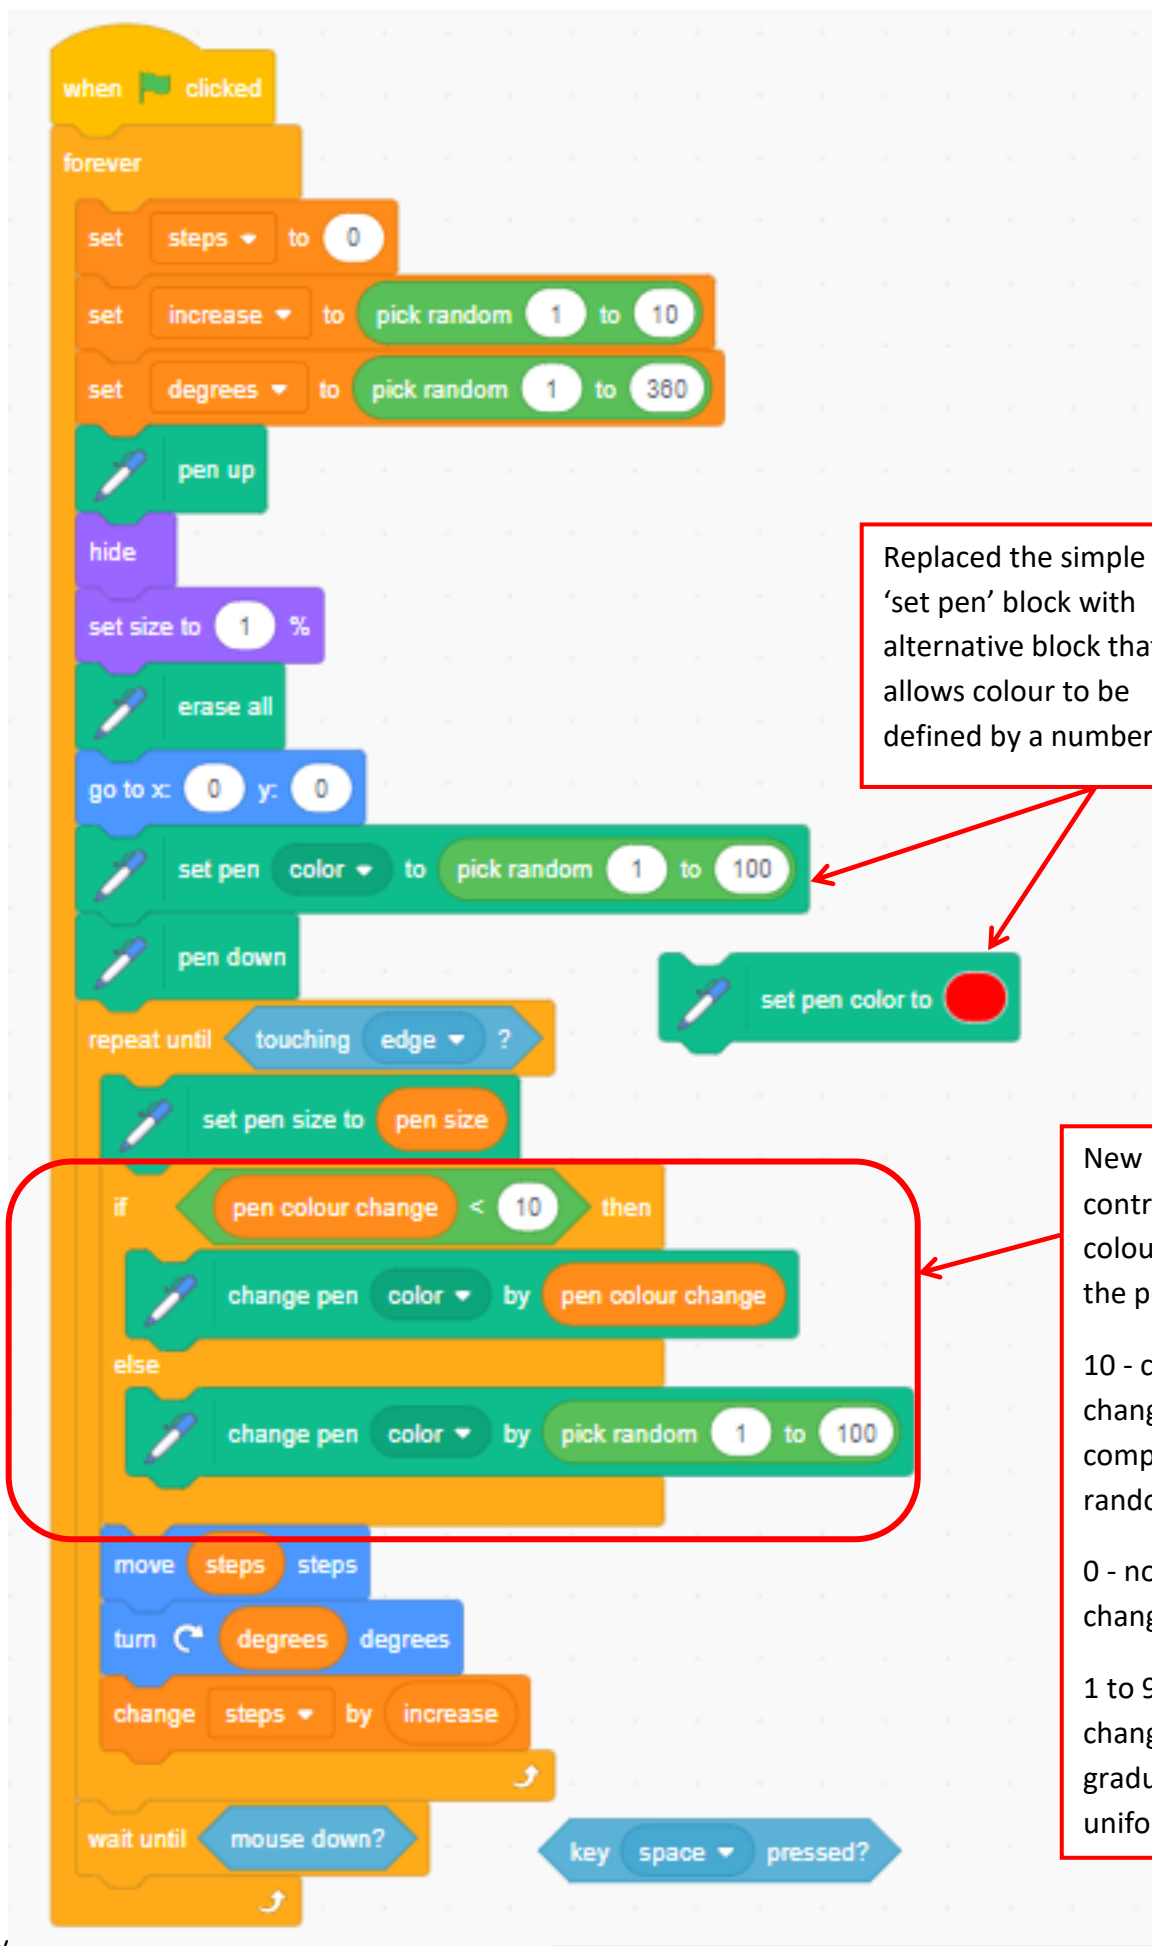 when clicked
forever
set steps to 0
set increase to pick random 1 to 10
set degrees to pick random 1 to 360
pen up
hide
set size to 1 %
erase all
go to x: 0 y: 0
set pen color to pick random 1 to 100
pen down
repeat until touching edge ?
set pen size to pen size
if pen colour change < 10 then
change pen color by pen colour change
else
change pen color by pick random 1 to 100
move steps steps
turn degrees degrees
change steps by increase
wait until mouse down?
Replaced the simple
‘set pen’ block with
alternative block that
allows colour to be
defined by a number
set pen color to
New
contr
colou
the p
10 - c
chang
comp
rando
0 - no
chang
1 to 9
chang
gradu
unifo
key space pressed?